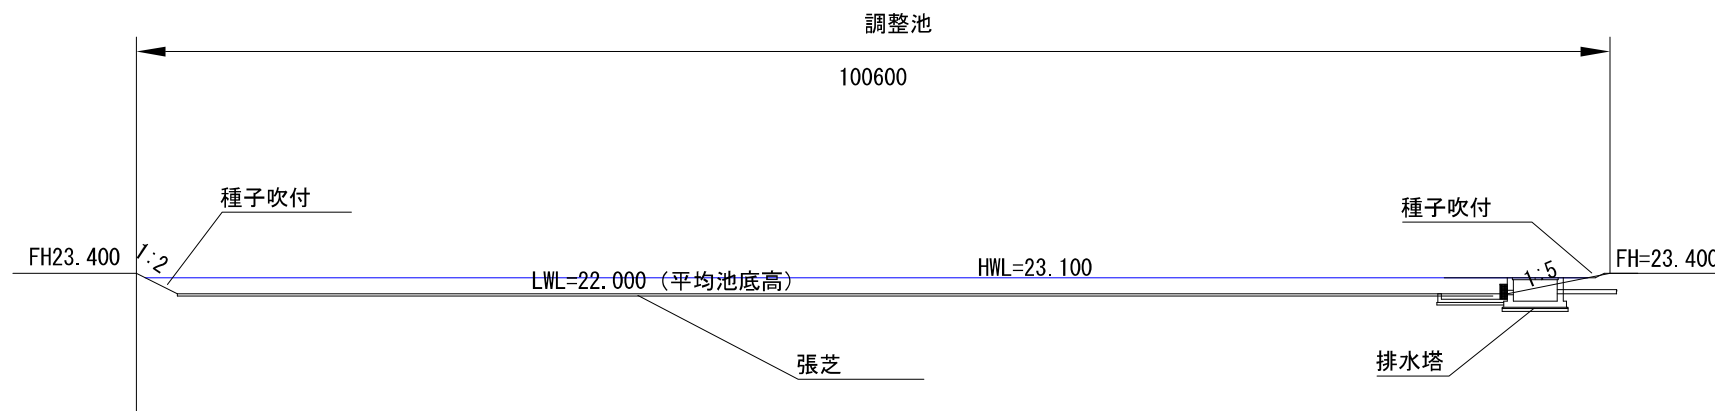 調整池
100600
種子吹付
種子吹付
FH23.400
1:2
LWL=22.000（平均池底高）
HWL=23.100
1:5
FH=23.400
張芝
排水塔